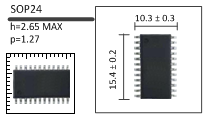 SOP24
h=2.65 MAX
p=1.27
10.3 ± 0.3
15.4 ± 0.2